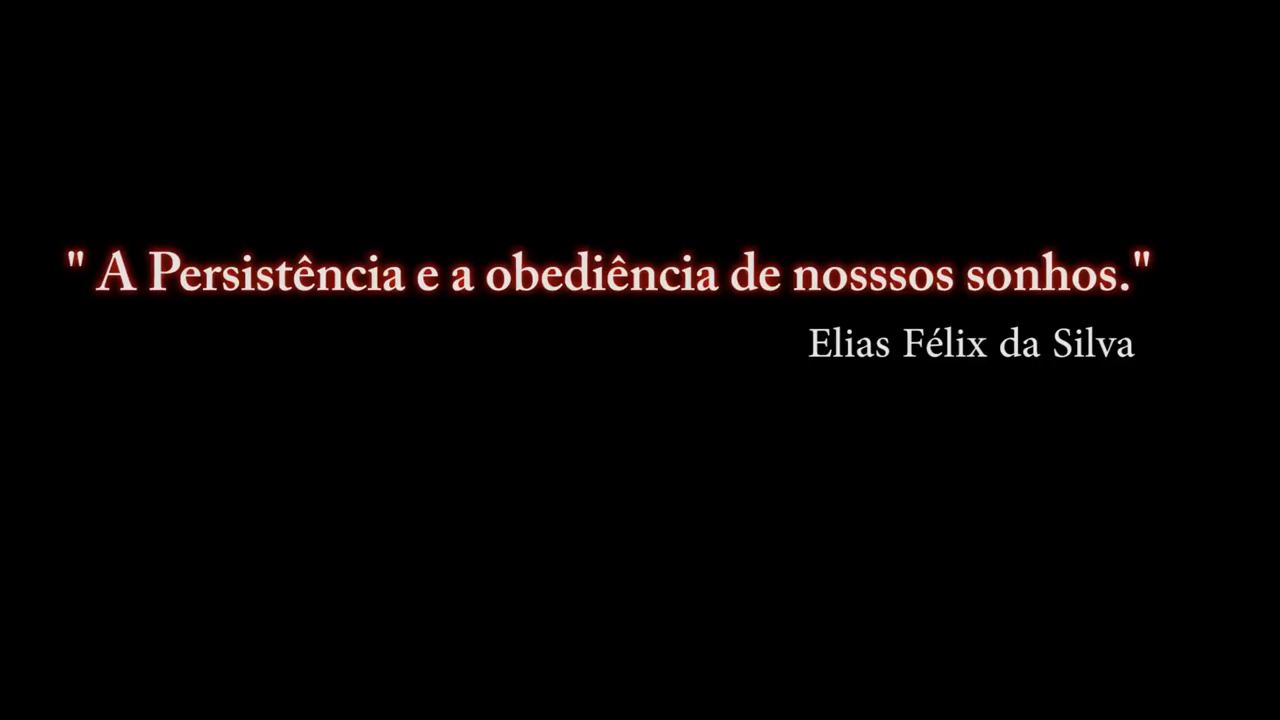 " A Persistência e a obediência de nosssos sonhos."
Elias Félix da Silva